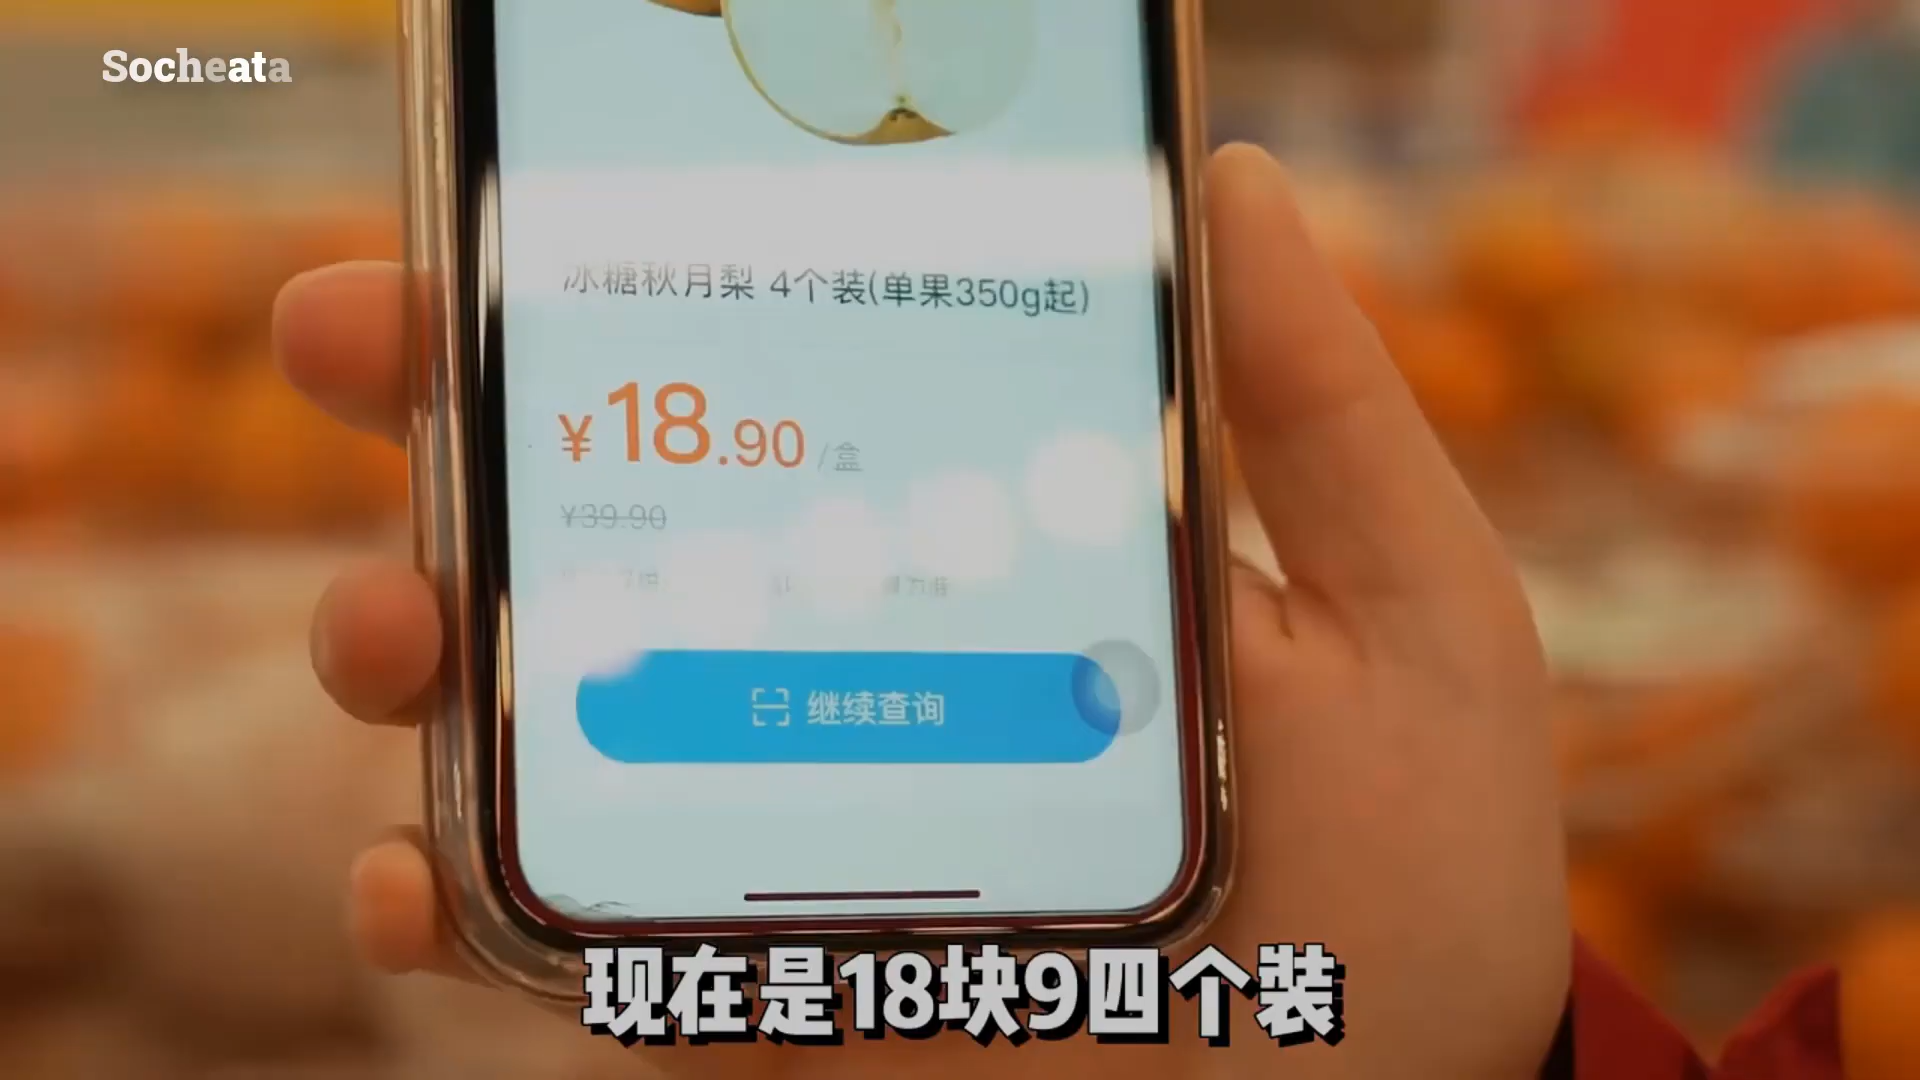 Socheata
冰糖秋月梨 4个装(单果350g起)
¥18.90 /盒
¥39.90
继续查询
现在是18块9四个装